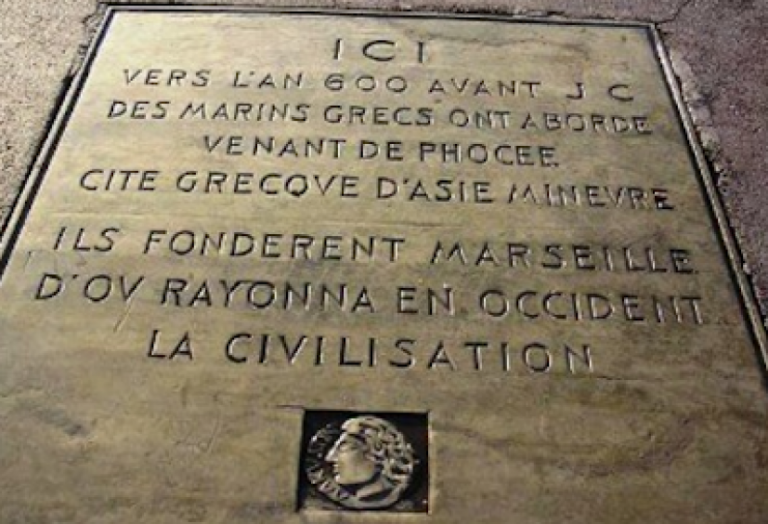 ICI
VERS L'AN 600 AVANT J C
DES MARINS GRECS ONT ABORDE
VENANT DE PHOCEE
CITE GRECQVE D'ASIE MINEVRE
ILS FONDERENT MARSEILLE
D'OV RAYONNA EN OCCIDENT
LA CIVILISATION